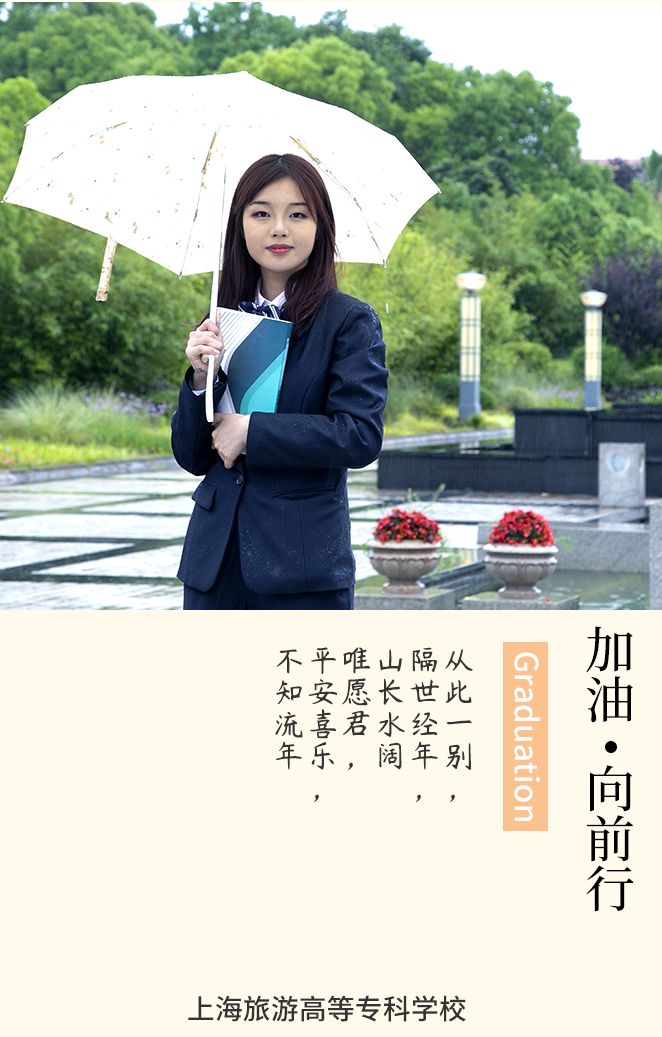 加油·向前行
Graduation
从此一别，
隔世经年，
山长水阔
唯愿君，
平安喜乐，
不知流年
上海旅游高等专科学校